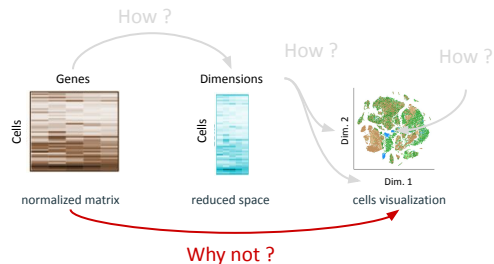 How ?
How ?
How ?
Genes
Dimensions
Cells
Cells
Dim. 2
Dim. 1
normalized matrix
reduced space
cells visualization
Why not ?